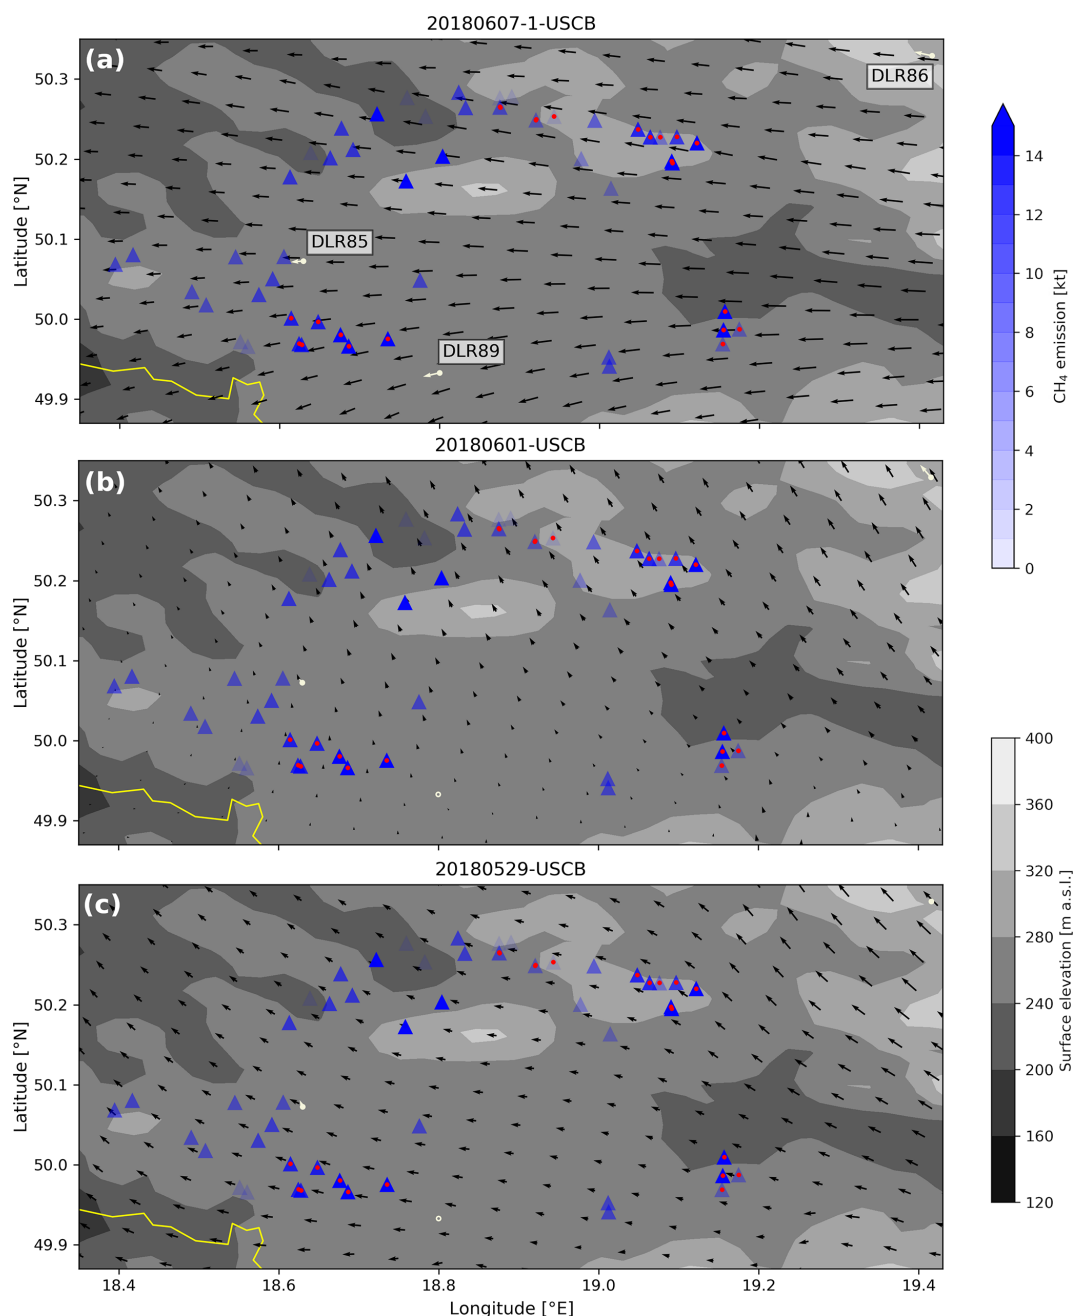 20180607-1-USCB
(a)
DLR86
DLR85
DLR89
Latitude [°N]
50.3
50.2
50.1
50.0
49.9
20180601-USCB
(b)
Latitude [°N]
50.3
50.2
50.1
50.0
49.9
20180529-USCB
(c)
Latitude [°N]
50.3
50.2
50.1
50.0
49.9
18.4 18.6 18.8 19.0 19.2 19.4
Longitude [°E]
14
12
10
8
6
4
2
0
CH₄ emission [kt]
400
360
320
280
240
200
160
120
Surface elevation [m a.s.l.]